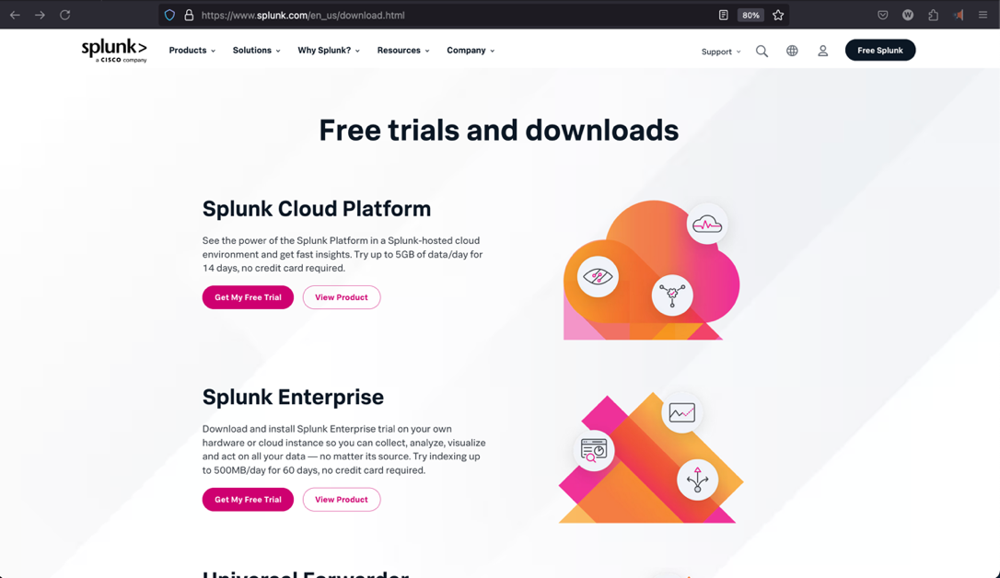 https://www.splunk.com/en_us/download.html
80%
W
splunk>
a CISCO company
Products
Solutions
Why Splunk?
Resources
Company
Support
Free Splunk
Free trials and downloads
Splunk Cloud Platform
See the power of the Splunk Platform in a Splunk-hosted cloud
environment and get fast insights. Try up to 5GB of data/day for
14 days, no credit card required.
Get My Free Trial
View Product
Splunk Enterprise
Download and install Splunk Enterprise trial on your own
hardware or cloud instance so you can collect, analyze, visualize
and act on all your data — no matter its source. Try indexing up
to 500MB/day for 60 days, no credit card required.
Get My Free Trial
View Product
Universal Forwarder